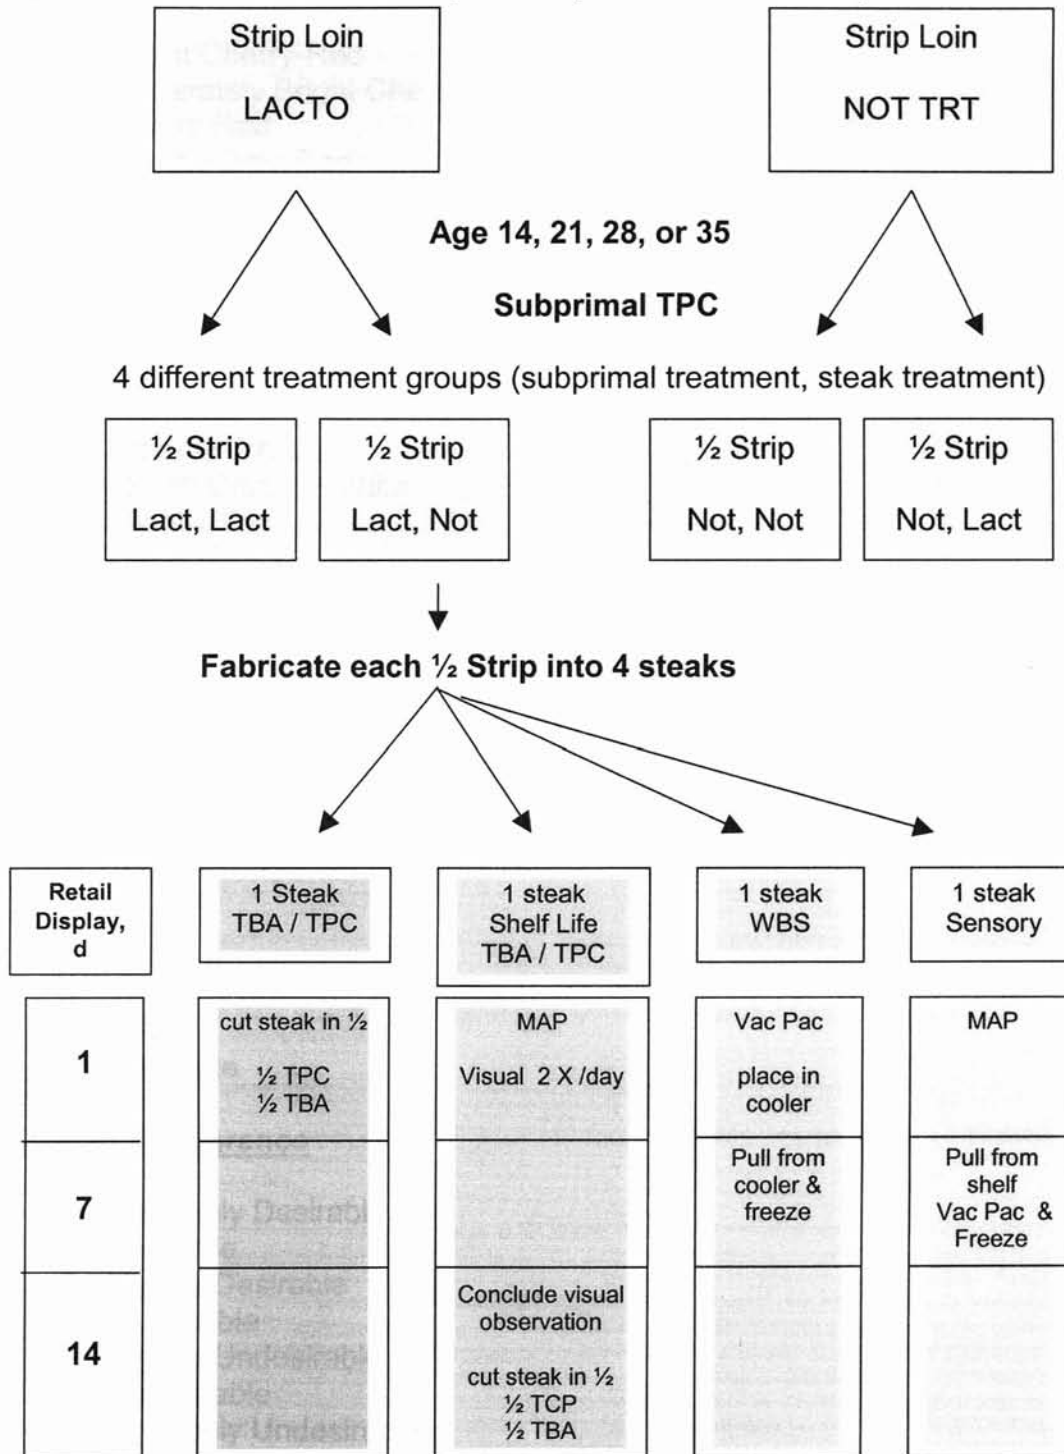 Strip Loin
LACTO
Strip Loin
NOT TRT
Age 14, 21, 28, or 35
Subprimal TPC
4 different treatment groups (subprimal treatment, steak treatment)
½ Strip
Lact, Lact
½ Strip
Lact, Not
½ Strip
Not, Not
½ Strip
Not, Lact
Fabricate each ½ Strip into 4 steaks
Retail
Display,
d
1 Steak
TBA / TPC
1 steak
Shelf Life
TBA / TPC
1 steak
WBS
1 steak
Sensory
1
cut steak in ½
½ TPC
½ TBA
MAP
Visual 2 X /day
Vac Pac
place in
cooler
MAP
7
Pull from
cooler &
freeze
Pull from
shelf
Vac Pac &
Freeze
14
Conclude visual
observation
cut steak in ½
½ TCP
½ TBA